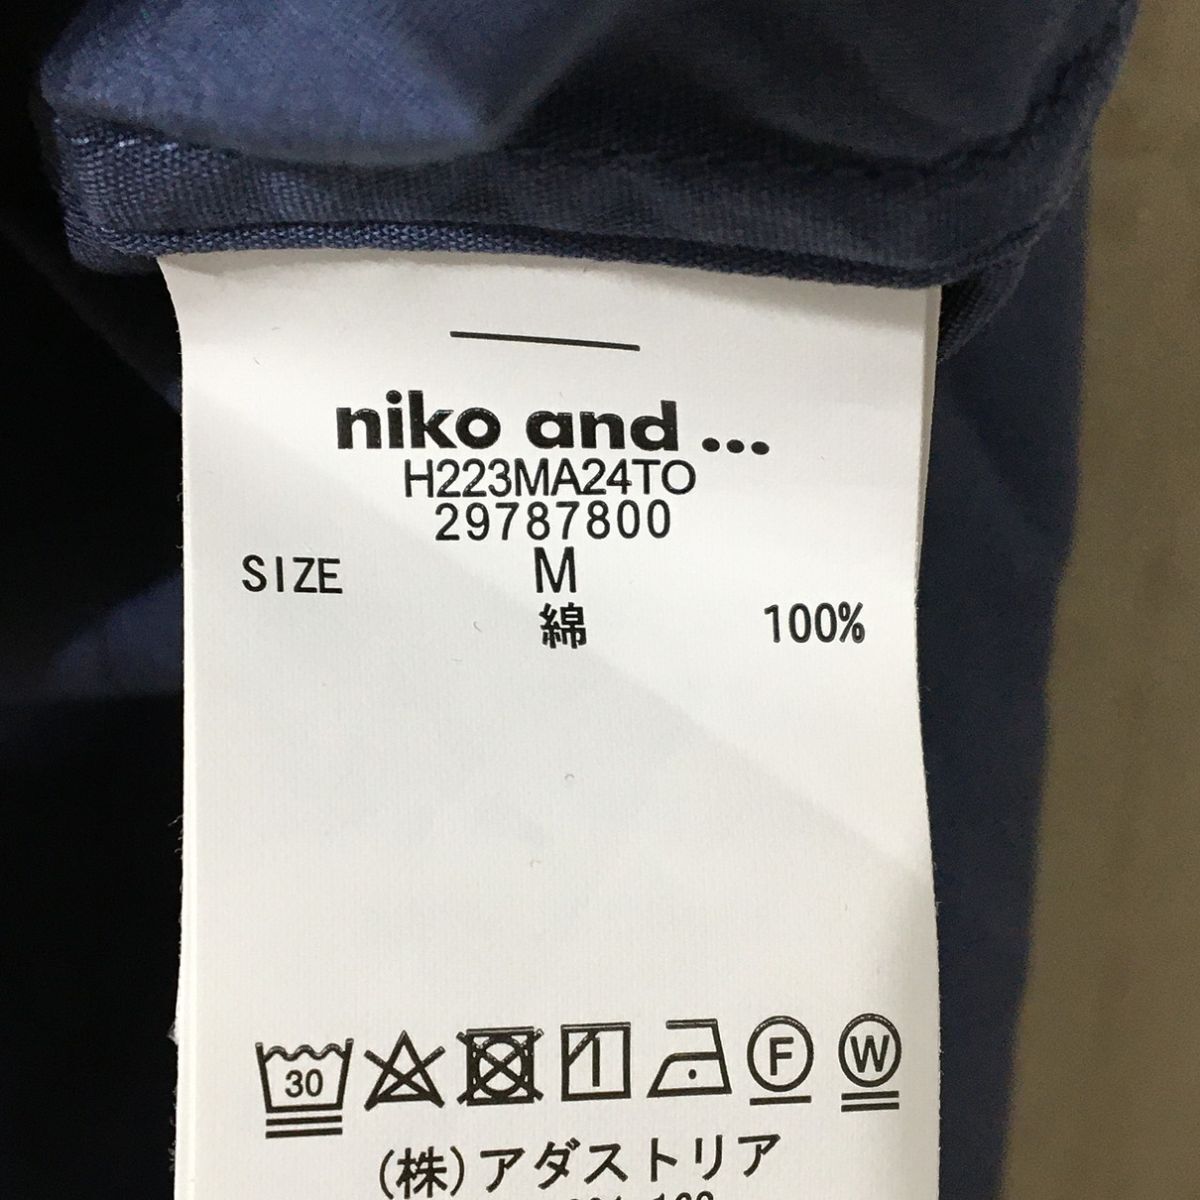 niko and ...
H223MA24TO
29787800
SIZE M
綿 100%
30 F W
(株)アダストリア